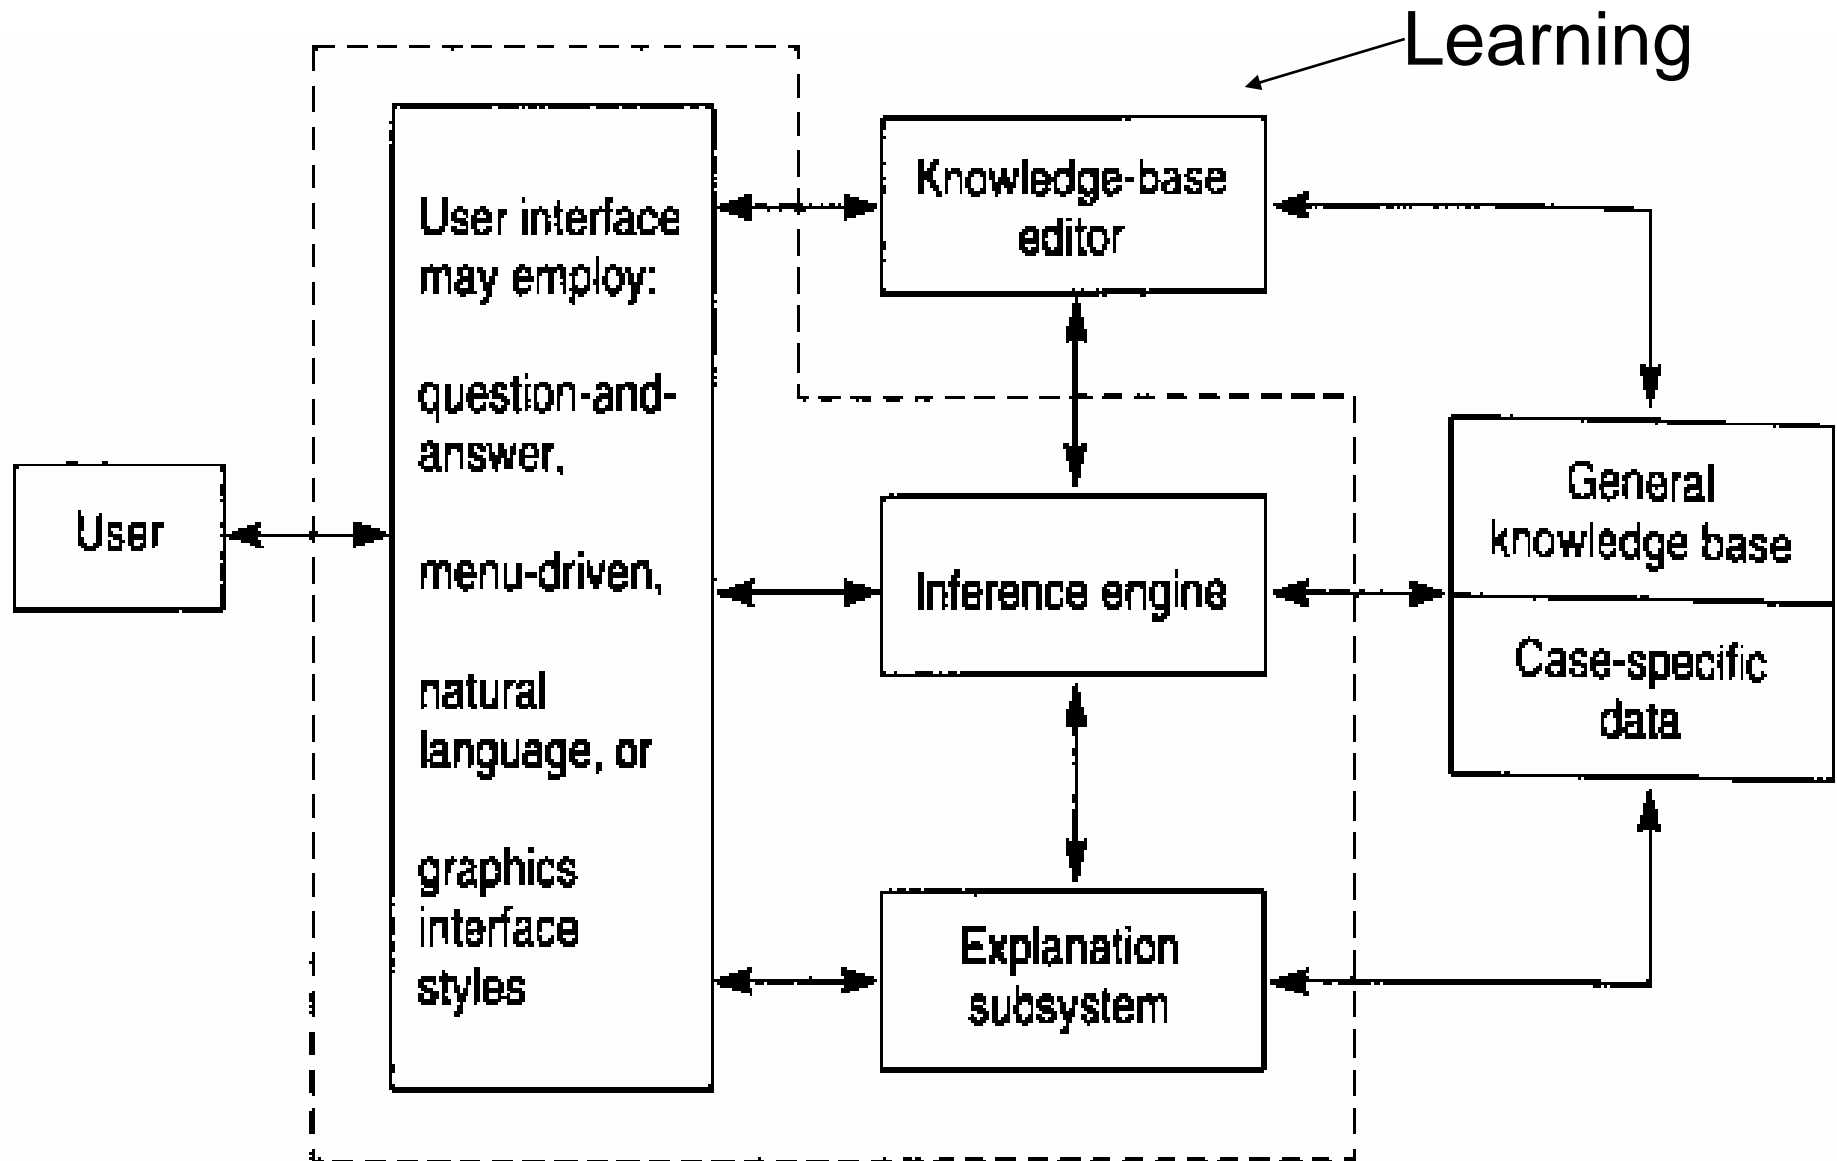 Learning
Knowledge-base
editor
User interface
may employ:
question-and-
answer,
menu-driven,
natural
language, or
graphics
interface
styles
User
Inference engine
General
knowledge base
Case-specific
data
Explanation
subsystem